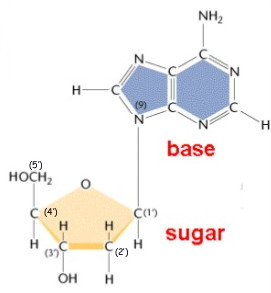 NH₂
C
N C N
H C C C H
(9)
N N
base
(5')
HOCH₂ O
C (4') C (1')
H H H sugar H
(3') C C (2')
OH H